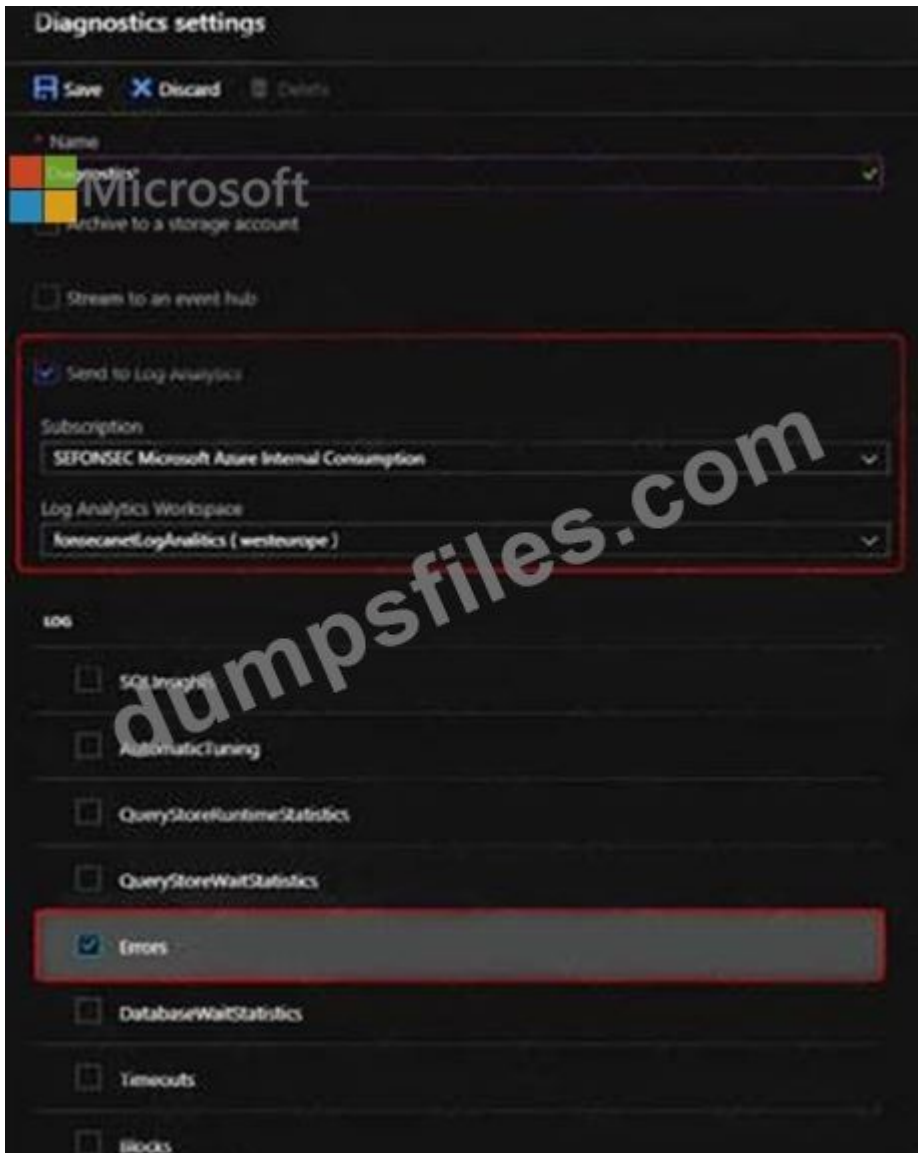 Diagnostics settings
Save Discard Delete
* Name
Diagnostics
Microsoft
Archive to a storage account
Stream to an event hub
Send to Log Analytics
Subscription
SEFONSEC Microsoft Azure Internal Consumption
Log Analytics Workspace
fonsecanetLogAnalitics ( westeurope )
dumpsfiles.com
LOG
SQLInsights
AutomaticTuning
QueryStoreRuntimeStatistics
QueryStoreWaitStatistics
Errors
DatabaseWaitStatistics
Timeouts
Blocks